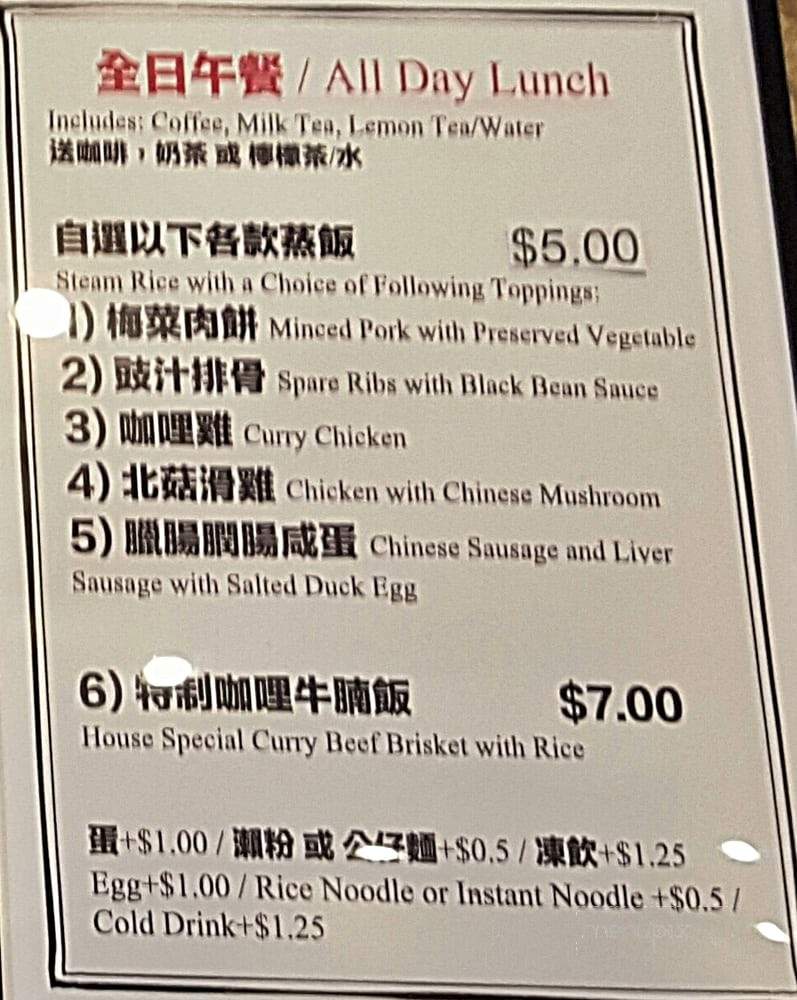 全日午餐 / All Day Lunch
Includes: Coffee, Milk Tea, Lemon Tea/Water
送咖啡，奶茶 或 檸檬茶/水
自選以下各款蒸飯 $5.00
Steam Rice with a Choice of Following Toppings:
1) 梅菜肉餅 Minced Pork with Preserved Vegetable
2) 豉汁排骨 Spare Ribs with Black Bean Sauce
3) 咖哩雞 Curry Chicken
4) 北菇滑雞 Chicken with Chinese Mushroom
5) 臘腸膶腸咸蛋 Chinese Sausage and Liver
Sausage with Salted Duck Egg
6) 特制咖哩牛腩飯 $7.00
House Special Curry Beef Brisket with Rice
蛋+$1.00 / 瀨粉 或 公仔麵+$0.5 / 凍飲+$1.25
Egg+$1.00 / Rice Noodle or Instant Noodle +$0.5 /
Cold Drink+$1.25